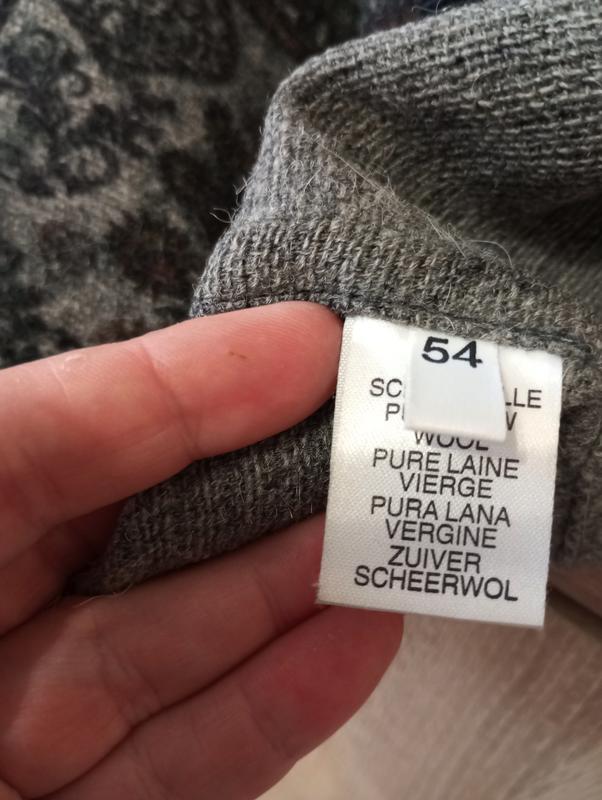 54
WOOL
PURE LAINE
VIERGE
PURA LANA
VERGINE
ZUIVER
SCHEERWOL